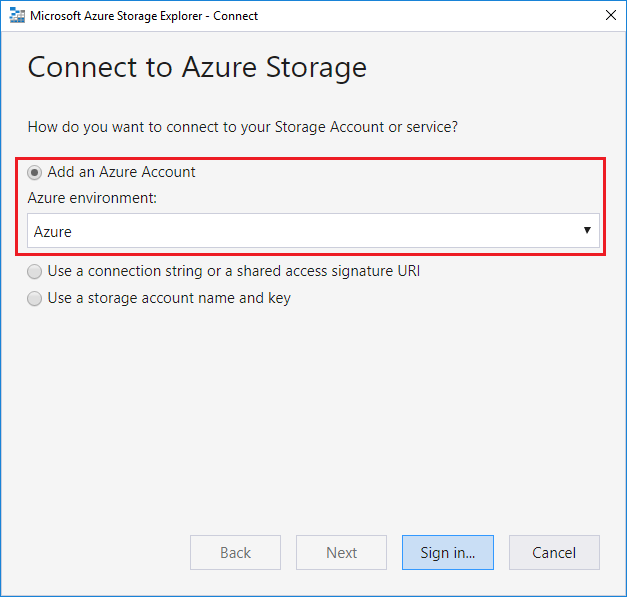 Microsoft Azure Storage Explorer - Connect
Connect to Azure Storage
How do you want to connect to your Storage Account or service?
Add an Azure Account
Azure environment:
Azure
Use a connection string or a shared access signature URI
Use a storage account name and key
Back Next Sign in... Cancel